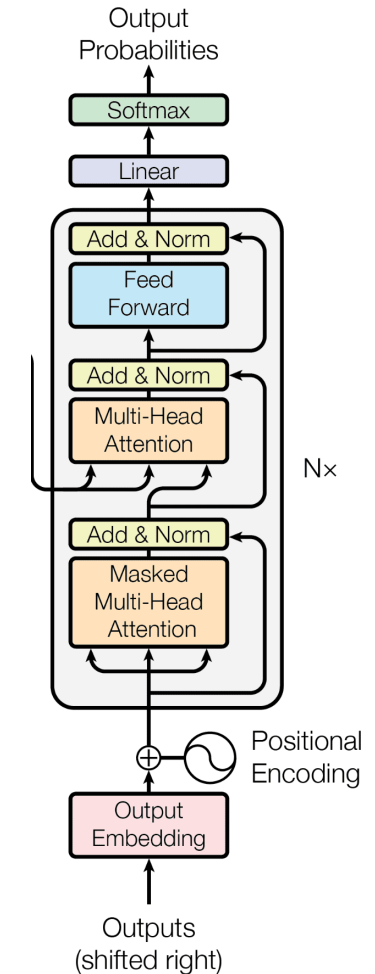 Output
Probabilities
Softmax
Linear
Add & Norm
Feed
Forward
Add & Norm
Multi-Head
Attention
N×
Add & Norm
Masked
Multi-Head
Attention
Positional
Encoding
Output
Embedding
Outputs
(shifted right)